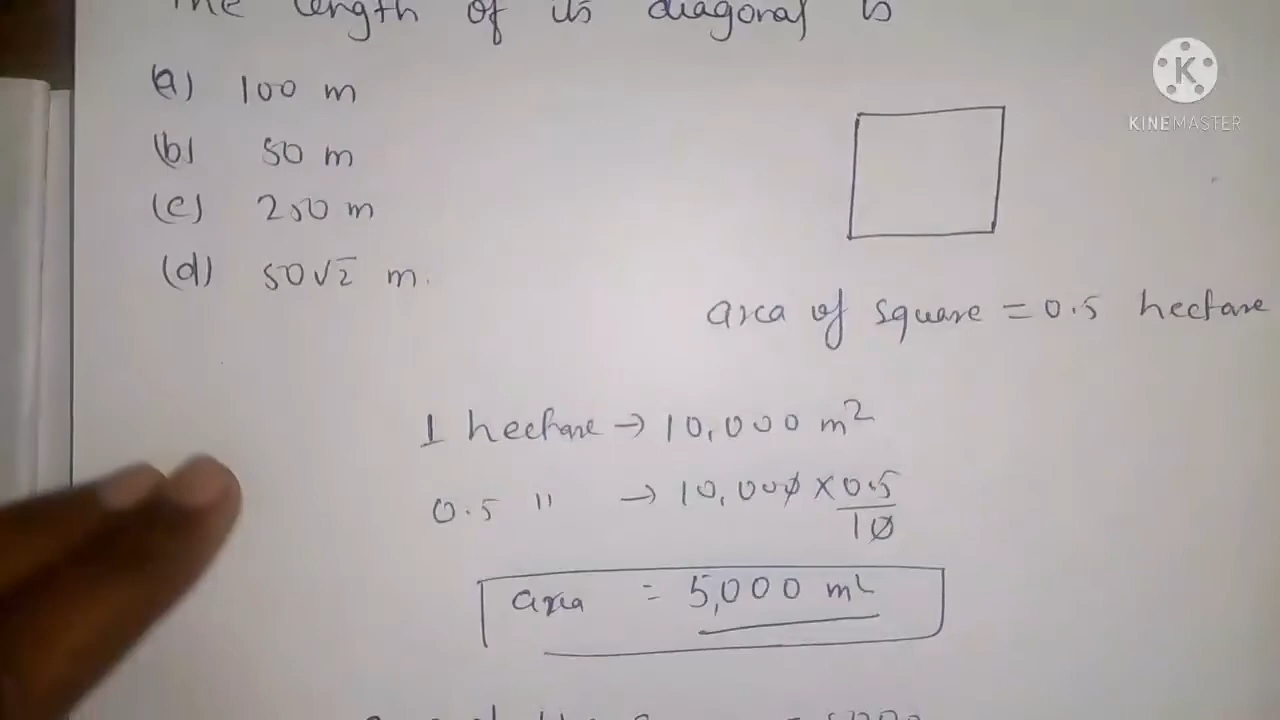 The length of its diagonal is
(a) 100 m
(b) 50 m
(c) 250 m
(d) 50√2 m.
K
KINEMASTER
area of square = 0.5 hectare
1 hectare → 10,000 m²
0.5 " → 10,000 × 0.5
10
area = 5,000 m²